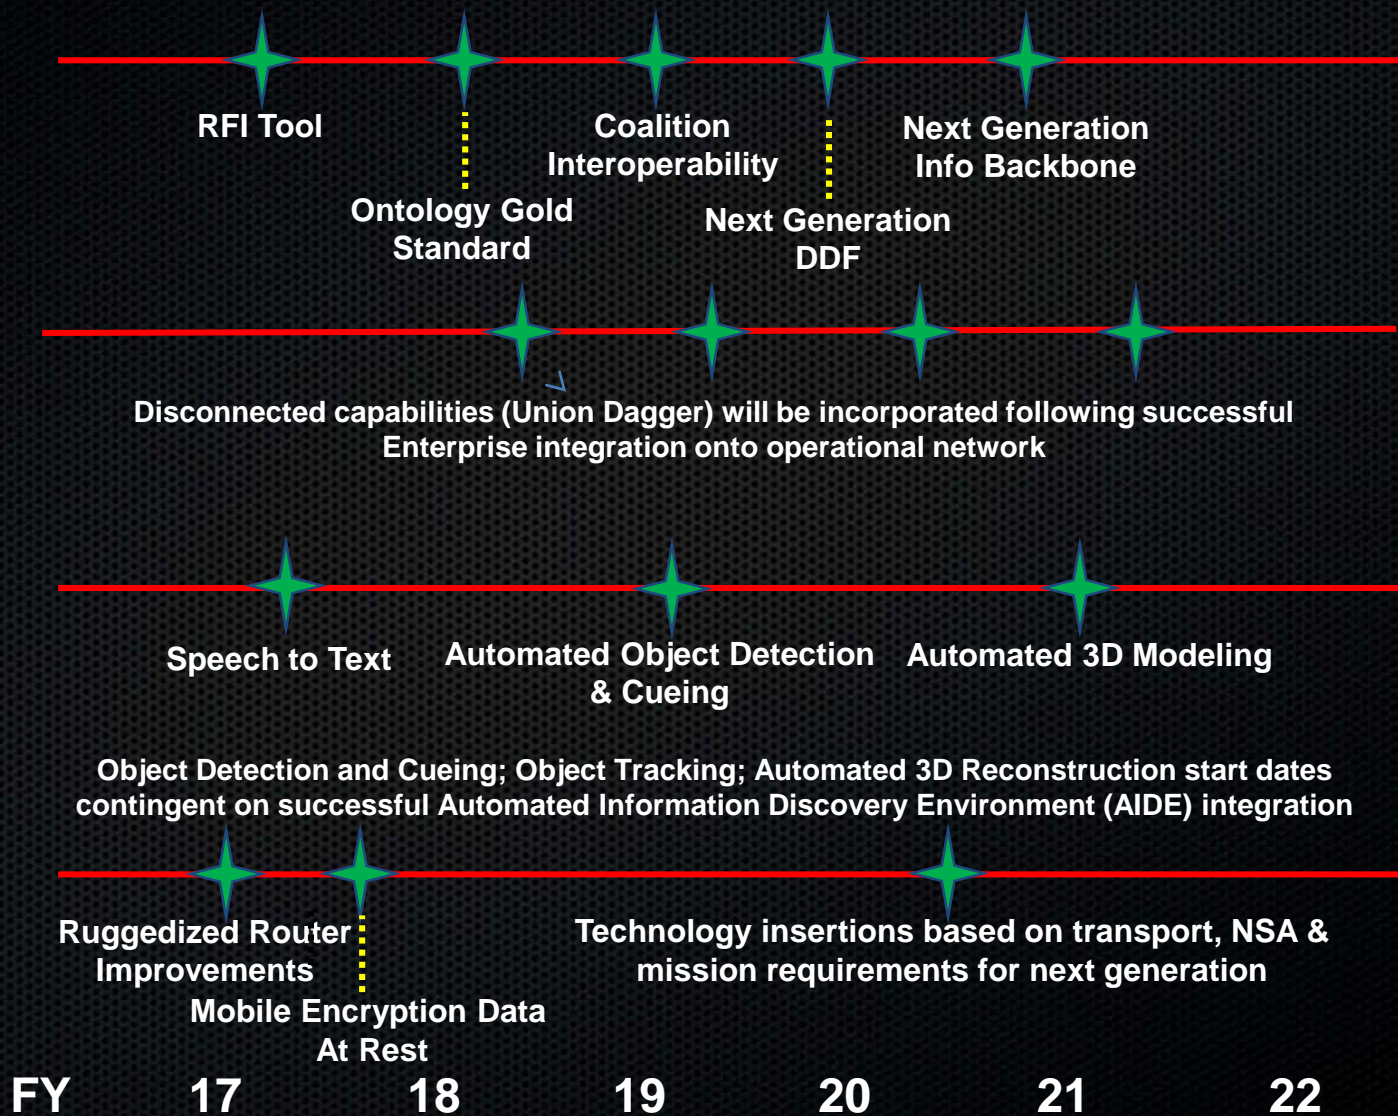 RFI Tool
Coalition
Interoperability
Next Generation
Info Backbone
Ontology Gold
Standard
Next Generation
DDF
Disconnected capabilities (Union Dagger) will be incorporated following successful
Enterprise integration onto operational network
Speech to Text
Automated Object Detection
& Cueing
Automated 3D Modeling
Object Detection and Cueing; Object Tracking; Automated 3D Reconstruction start dates
contingent on successful Automated Information Discovery Environment (AIDE) integration
Ruggedized Router
Improvements
Mobile Encryption Data
At Rest
Technology insertions based on transport, NSA &
mission requirements for next generation
FY 17 18 19 20 21 22